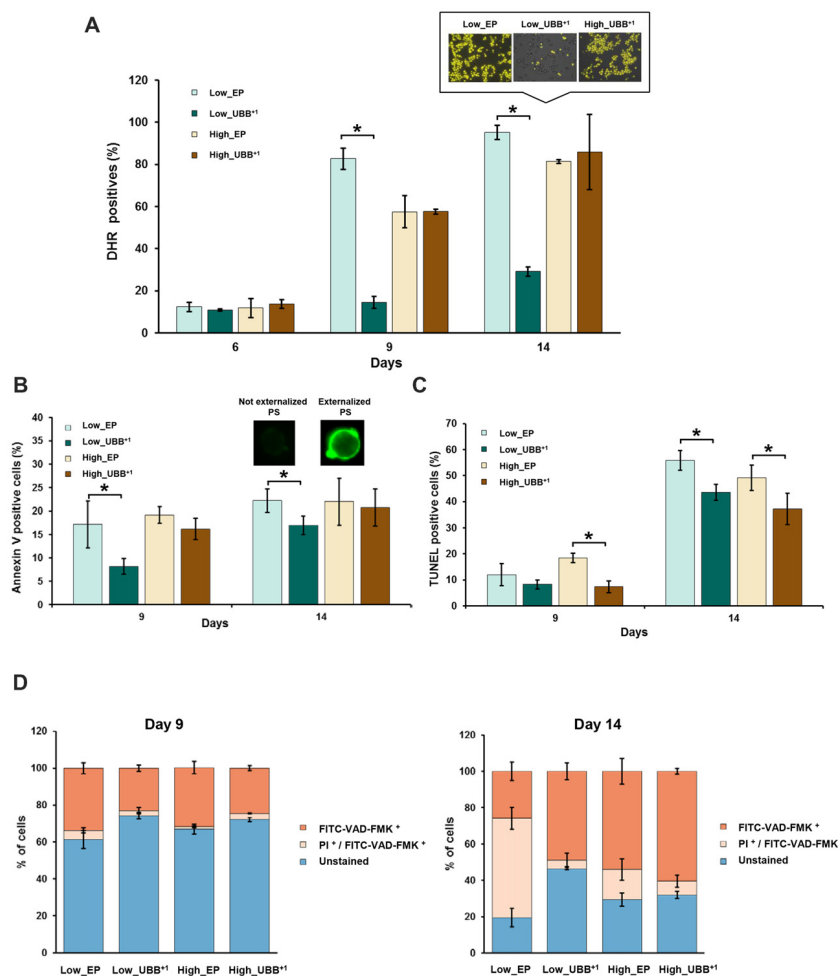 A
Low_EP Low_UBB⁺¹ High_UBB⁺¹
120
100
80
60
40
20
0
DHR positives (%)
Low_EP
Low_UBB⁺¹
High_EP
High_UBB⁺¹
*
*
6 9 14
Days
B
Not externalized PS
Externalized PS
40
35
30
25
20
15
10
5
0
Annexin V positive cells (%)
Low_EP
Low_UBB⁺¹
High_EP
High_UBB⁺¹
*
*
9 14
Days
C
70
60
50
40
30
20
10
0
TUNEL positive cells (%)
Low_EP
Low_UBB⁺¹
High_EP
High_UBB⁺¹
*
*
*
9 14
Days
D
Day 9
120
100
80
60
40
20
0
% of cells
Low_EP Low_UBB⁺¹ High_EP High_UBB⁺¹
FITC-VAD-FMK ⁺
PI ⁺ / FITC-VAD-FMK ⁺
Unstained
Day 14
120
100
80
60
40
20
0
% of cells
Low_EP Low_UBB⁺¹ High_EP High_UBB⁺¹
FITC-VAD-FMK ⁺
PI ⁺ / FITC-VAD-FMK
Unstained